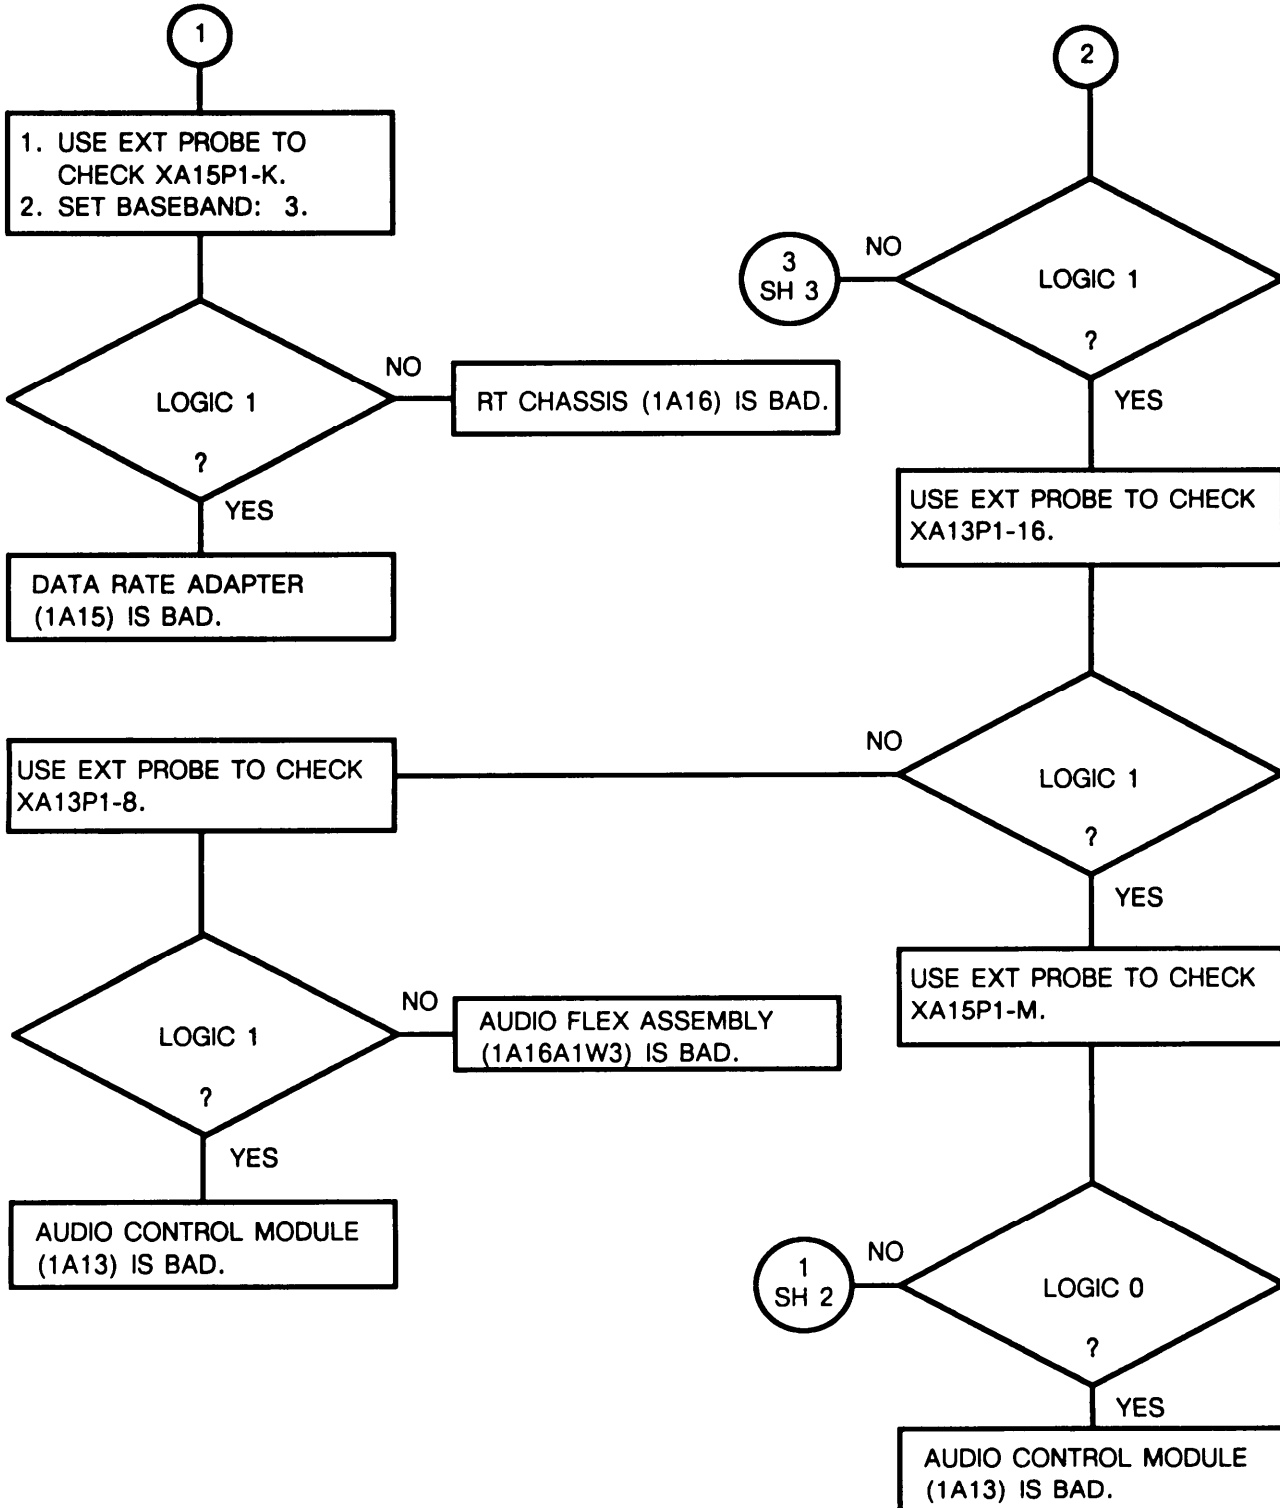 1
1. USE EXT PROBE TO
CHECK XA15P1-K.
2. SET BASEBAND: 3.
LOGIC 1
?
NO
RT CHASSIS (1A16) IS BAD.
YES
DATA RATE ADAPTER
(1A15) IS BAD.
USE EXT PROBE TO CHECK
XA13P1-8.
LOGIC 1
?
NO
AUDIO FLEX ASSEMBLY
(1A16A1W3) IS BAD.
YES
AUDIO CONTROL MODULE
(1A13) IS BAD.
2
LOGIC 1
?
NO
3
SH 3
YES
USE EXT PROBE TO CHECK
XA13P1-16.
LOGIC 1
?
NO
YES
USE EXT PROBE TO CHECK
XA15P1-M.
LOGIC 0
?
NO
1
SH 2
YES
AUDIO CONTROL MODULE
(1A13) IS BAD.